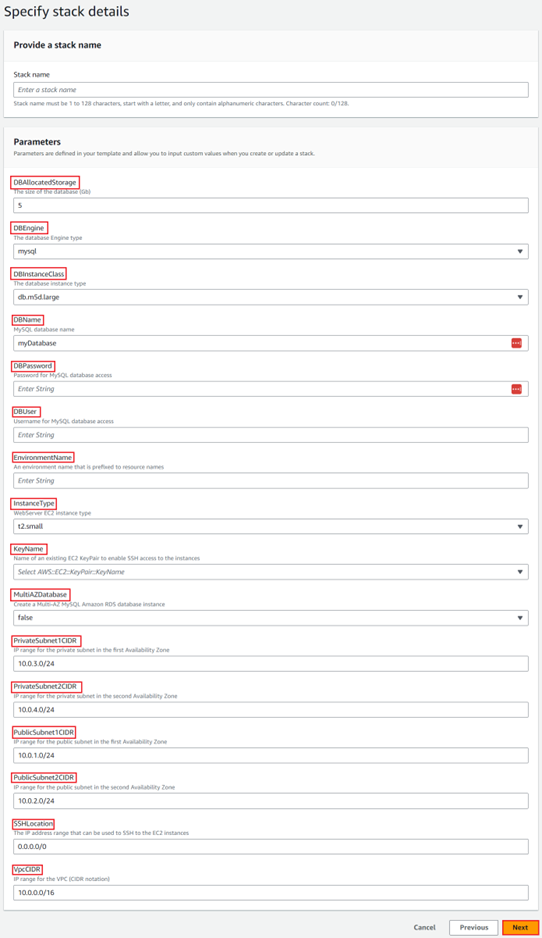 Specify stack details
Provide a stack name
Stack name
Enter a stack name
Stack name must be 1 to 128 characters, start with a letter, and only contain alphanumeric characters. Character count: 0/128.
Parameters
Parameters are defined in your template and allow you to input custom values when you create or update a stack.
DBAllocatedStorage
The size of the database (Gib)
5
DBEngine
The database Engine type
mysql
DBInstanceClass
The database instance type
db.m5d.large
DBName
MySQL database name
myDatabase
DBPassword
Password for MySQL database access
Enter String
DBUser
Username for MySQL database access
Enter String
EnvironmentName
An environment name that is prefixed to resource names
Enter String
InstanceType
WebServer EC2 instance type
t2.small
KeyName
Name of an existing EC2 KeyPair to enable SSH access to the instances
Select AWS::EC2::KeyPair::KeyName
MultiAZDatabase
Create a Multi-AZ MySQL Amazon RDS database instance
false
PrivateSubnet1CIDR
IP range for the private subnet in the first Availability Zone
10.0.3.0/24
PrivateSubnet2CIDR
IP range for the private subnet in the second Availability Zone
10.0.4.0/24
PublicSubnet1CIDR
IP range for the public subnet in the first Availability Zone
10.0.1.0/24
PublicSubnet2CIDR
IP range for the public subnet in the second Availability Zone
10.0.2.0/24
SSHLocation
The IP address range that can be used to SSH to the EC2 instances
0.0.0.0/0
VpcCIDR
IP range for the VPC (CIDR notation)
10.0.0.0/16
Cancel
Previous
Next